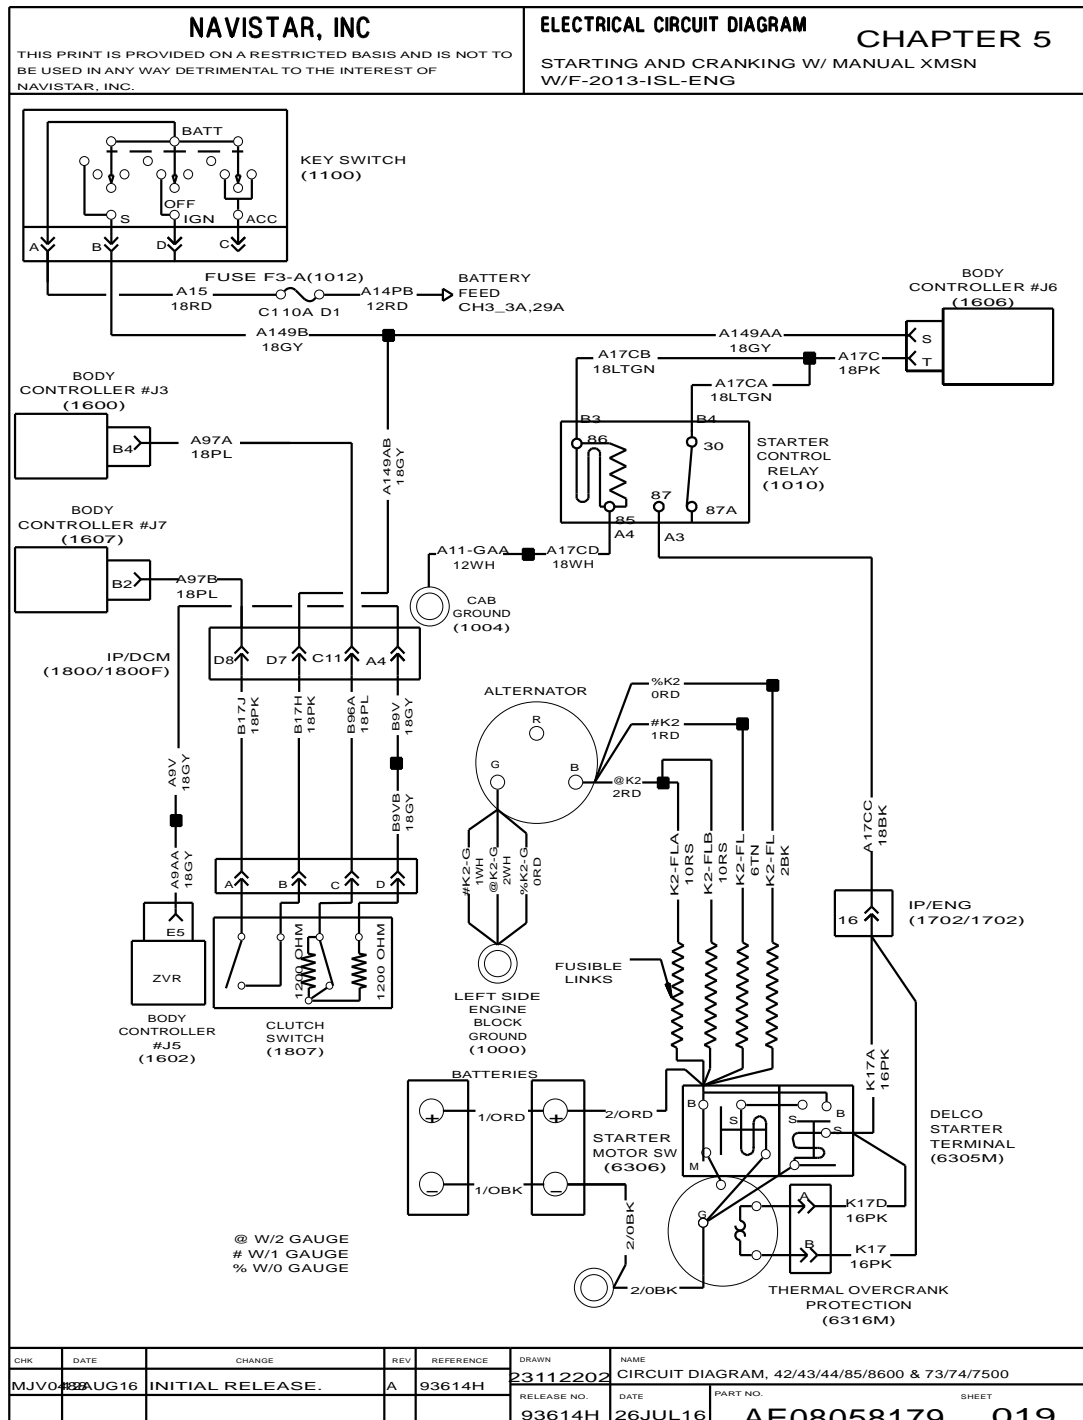 NAVISTAR, INC
THIS PRINT IS PROVIDED ON A RESTRICTED BASIS AND IS NOT TO
BE USED IN ANY WAY DETRIMENTAL TO THE INTEREST OF
NAVISTAR, INC.
ELECTRICAL CIRCUIT DIAGRAM
CHAPTER 5
STARTING AND CRANKING W/ MANUAL XMSN
W/F-2013-ISL-ENG
BATT
OFF
S
IGN
ACC
A
B
D
C
KEY SWITCH
(1100)
FUSE F3-A(1012)
A15
18RD
C110A D1
A14PB
12RD
BATTERY
FEED
CH3_3A,29A
A149B
18GY
A149AA
18GY
BODY
CONTROLLER #J6
(1606)
S
T
A17CB
18LTGN
A17C
18PK
A17CA
18LTGN
BODY
CONTROLLER #J3
(1600)
B4
A97A
18PL
A149AB
18GY
B3
B4
86
30
87
87A
85
A4
A3
STARTER
CONTROL
RELAY
(1010)
BODY
CONTROLLER #J7
(1607)
B2
A97B
18PL
A11-GAA
12WH
A17CD
18WH
CAB
GROUND
(1004)
IP/DCM
(1800/1800F)
D8
D7
C11
A4
B17J
18PK
B17H
18PK
B96A
18PL
B9V
18GY
A9V
18GY
B9VB
18GY
A9AA
18GY
A
B
C
D
E5
ZVR
BODY
CONTROLLER
#J5
(1602)
1200 OHM
1200 OHM
CLUTCH
SWITCH
(1807)
ALTERNATOR
R
G
B
%K2
0RD
#K2
1RD
@K2
2RD
#K2-G
1WH
@K2-G
2WH
%K2-G
0RD
K2-FLA
10RS
K2-FLB
10RS
K2-FL
6TN
K2-FL
2BK
A17CC
18BK
16
IP/ENG
(1702/1702)
FUSIBLE
LINKS
LEFT SIDE
ENGINE
BLOCK
GROUND
(1000)
K17A
16PK
BATTERIES
+
+
−
−
1/ORD
2/ORD
1/OBK
2/0BK
2/0BK
STARTER
MOTOR SW
(6306)
B
S
S
B
S
M
G
DELCO
STARTER
TERMINAL
(6305M)
A
B
K17D
16PK
K17
16PK
THERMAL OVERCRANK
PROTECTION
(6316M)
@ W/2 GAUGE
# W/1 GAUGE
% W/0 GAUGE
CHK
DATE
CHANGE
REV
REFERENCE
DRAWN
NAME
AUG16
INITIAL RELEASE.
A
93614H
23112202
CIRCUIT DIAGRAM, 42/43/44/85/8600 & 73/74/7500
RELEASE NO.
DATE
PART NO.
SHEET
93614H
26JUL16
AE08058179
019